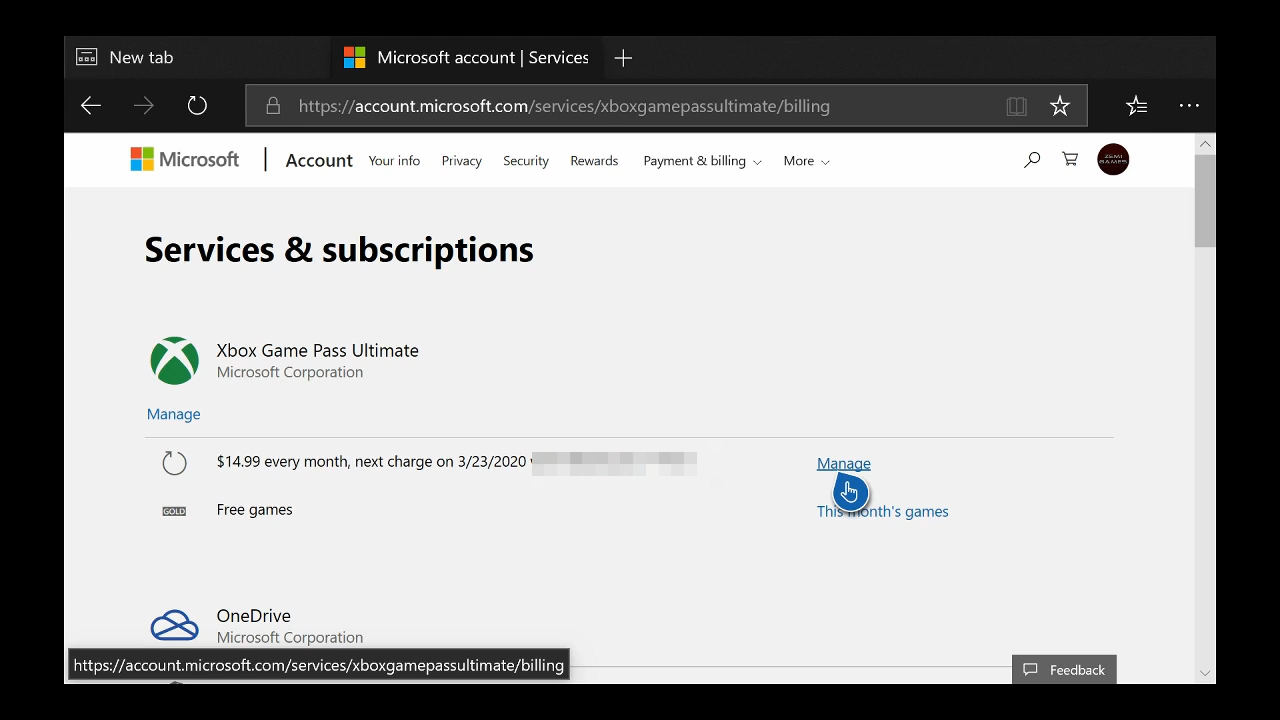 New tab
Microsoft account | Services
https://account.microsoft.com/services/xboxgamepassultimate/billing
Microsoft | Account Your info Privacy Security Rewards Payment & billing More
ZEMI GAMES
Services & subscriptions
Xbox Game Pass Ultimate
Microsoft Corporation
Manage
$14.99 every month, next charge on 3/23/2020
Manage
GOLD Free games
This month's games
OneDrive
Microsoft Corporation
https://account.microsoft.com/services/xboxgamepassultimate/billing
Feedback